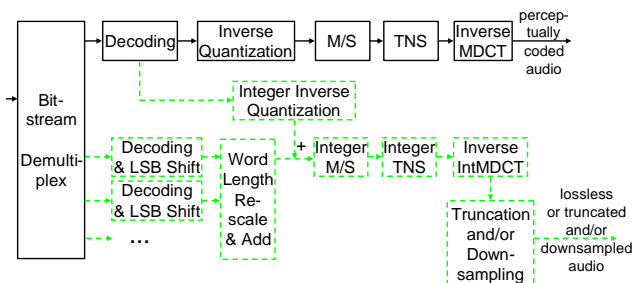 Decoding
Inverse
Quantization
M/S
TNS
Inverse
MDCT
percep-
tually
coded
audio
Bit-
stream
Demulti-
plex
Integer Inverse
Quantization
Decoding
& LSB Shift
Decoding
& LSB Shift
...
Word
Length
Re-
scale
& Add
+
Integer
M/S
Integer
TNS
Inverse
IntMDCT
Truncation
and/or
Down-
sampling
lossless
or truncated
and/or
downsampled
audio